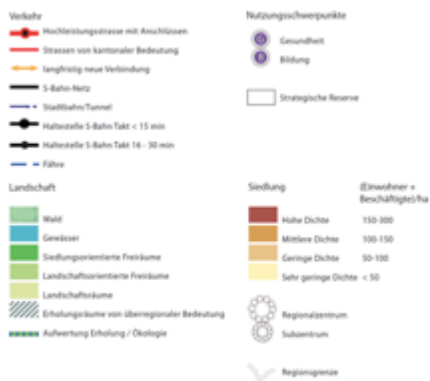 Verkehr
Hochleistungsstrasse mit Anschlüssen
Strassen von kantonaler Bedeutung
langfristig neue Verbindung
S-Bahn-Netz
Stadtbahn/Tunnel
Haltestelle S-Bahn Takt < 15 min
Haltestelle S-Bahn Takt 16 - 30 min
Fähre
Nutzungsschwerpunkte
G Gesundheit
B Bildung
Strategische Reserve
Landschaft
Wald
Gewässer
Siedlungsorientierte Freiräume
Landschaftsorientierte Freiräume
Landschaftsräume
Erholungsräume von überregionaler Bedeutung
Aufwertung Erholung / Ökologie
Siedlung (Einwohner +
Beschäftigte)/ha
Hohe Dichte 150-300
Mittlere Dichte 100-150
Geringe Dichte 50-100
Sehr geringe Dichte < 50
Regionalzentrum
Subzentrum
Regionsgrenze